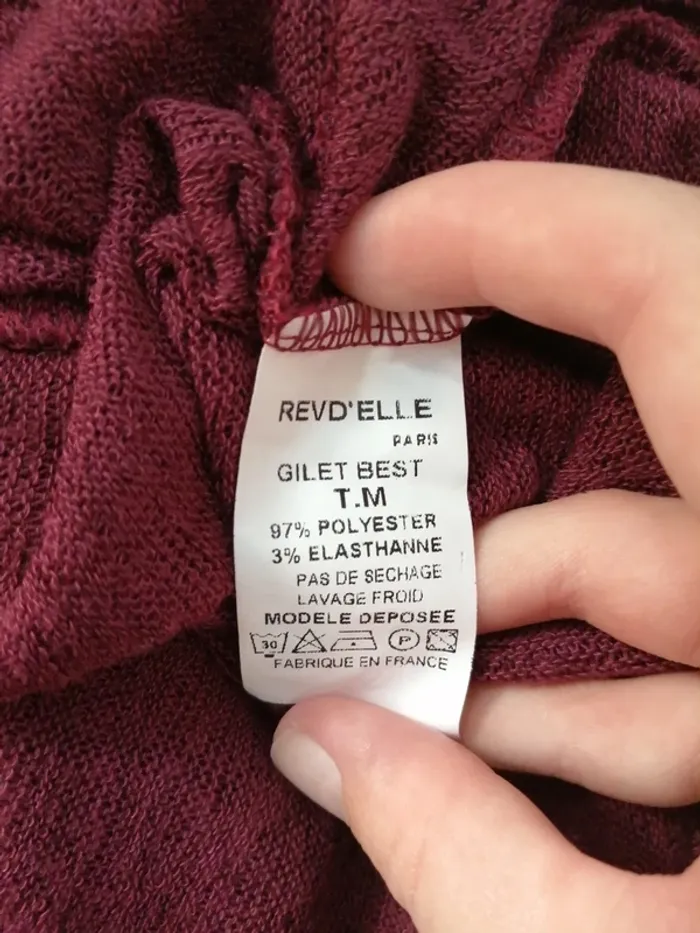 REVD'ELLE
PARIS
GILET BEST
T.M
97% POLYESTER
3% ELASTHANNE
PAS DE SECHAGE
LAVAGE FROID
MODELE DEPOSEE
30 P
FABRIQUE EN FRANCE